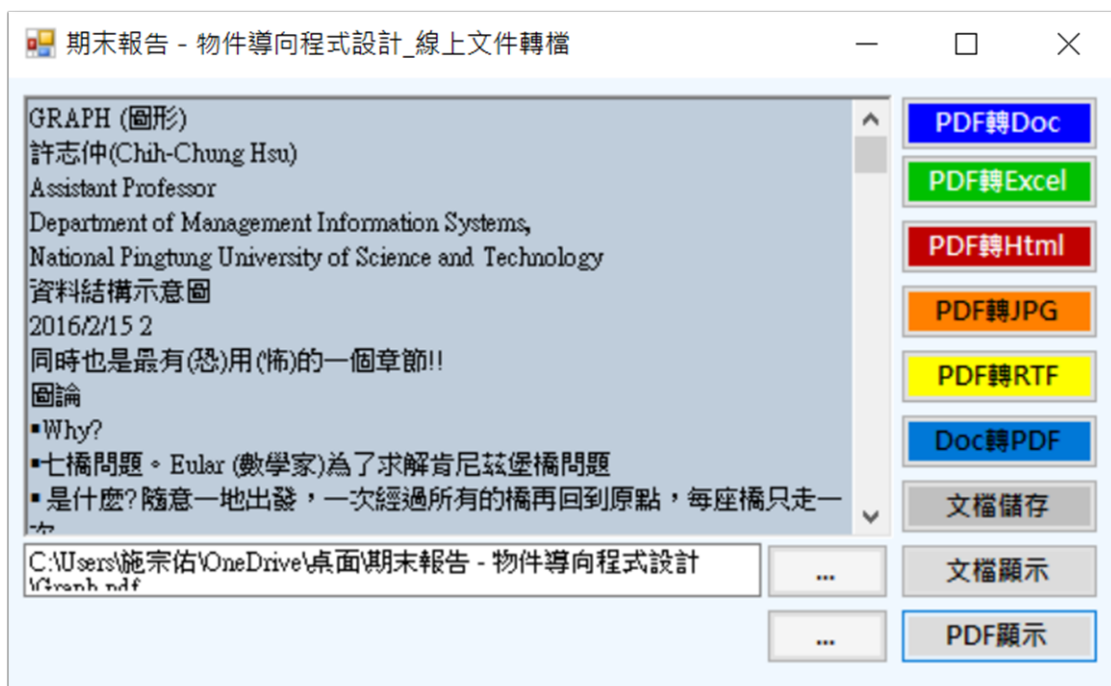 期末報告 - 物件導向程式設計_線上文件轉檔
GRAPH (圖形)
許志仲(Chih-Chung Hsu)
Assistant Professor
Department of Management Information Systems,
National Pingtung University of Science and Technology
資料結構示意圖
2016/2/15 2
同時也是最有(恐)用(怖)的一個章節!!
圖論
▪Why?
▪七橋問題。Eular (數學家)為了求解肯尼茲堡橋問題
▪ 是什麼?隨意一地出發，一次經過所有的橋再回到原點，每座橋只走一
次
C:\Users\施宗佑\OneDrive\桌面\期末報告 - 物件導向程式設計
\Graph.pdf
...
...
PDF轉Doc
PDF轉Excel
PDF轉Html
PDF轉JPG
PDF轉RTF
Doc轉PDF
文檔儲存
文檔顯示
PDF顯示